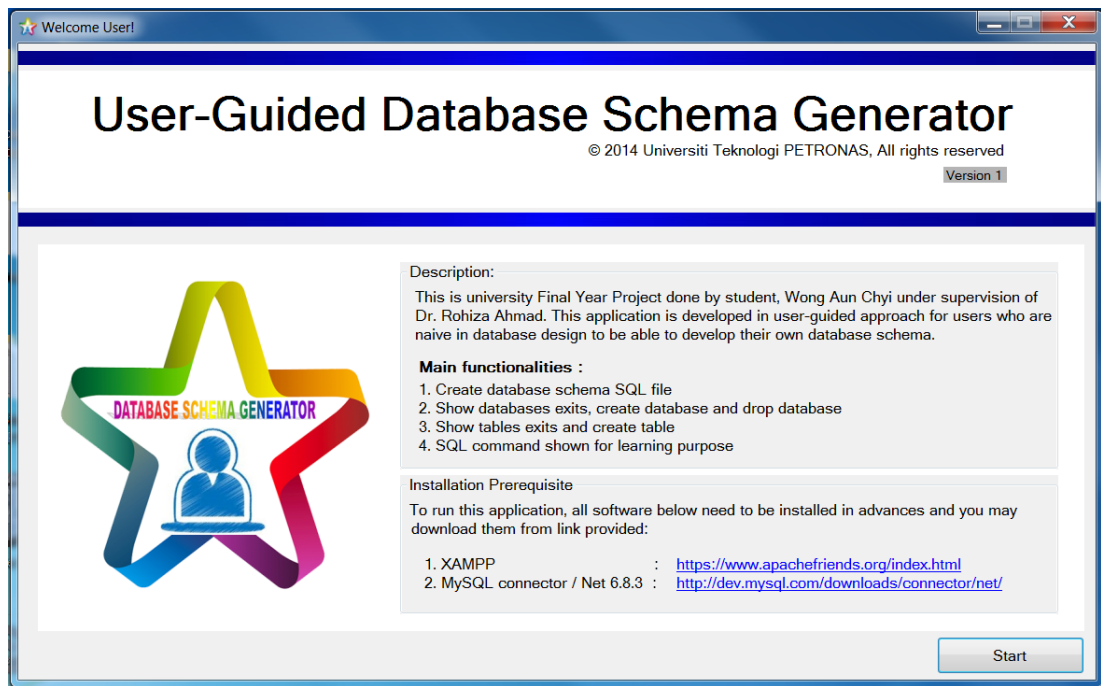 Welcome User!
User-Guided Database Schema Generator
© 2014 Universiti Teknologi PETRONAS, All rights reserved
Version 1
DATABASE SCHEMA GENERATOR
Description:
This is university Final Year Project done by student, Wong Aun Chyi under supervision of
Dr. Rohiza Ahmad. This application is developed in user-guided approach for users who are
naive in database design to be able to develop their own database schema.
Main functionalities :
1. Create database schema SQL file
2. Show databases exits, create database and drop database
3. Show tables exits and create table
4. SQL command shown for learning purpose
Installation Prerequisite
To run this application, all software below need to be installed in advances and you may
download them from link provided:
1. XAMPP : https://www.apachefriends.org/index.html
2. MySQL connector / Net 6.8.3 : http://dev.mysql.com/downloads/connector/net/
Start